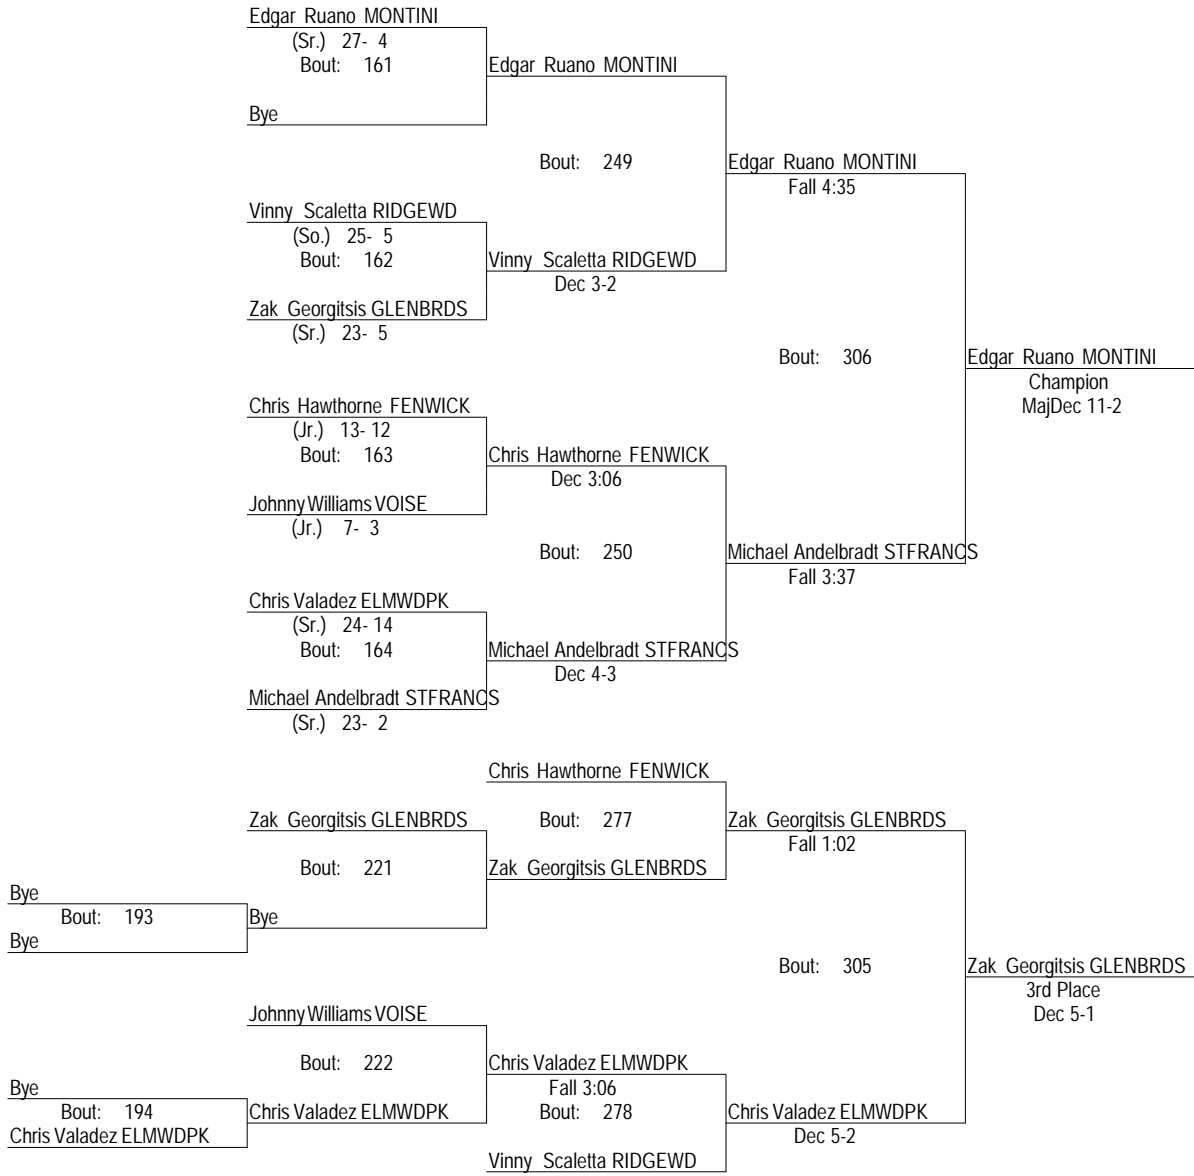 Edgar Ruano MONTINI
(Sr.) 27- 4
Bout: 161
Edgar Ruano MONTINI
Bye
Bout: 249
Edgar Ruano MONTINI
Fall 4:35
Vinny Scaletta RIDGEWD
(So.) 25- 5
Bout: 162
Vinny Scaletta RIDGEWD
Dec 3-2
Zak Georgitsis GLENBRDS
(Sr.) 23- 5
Bout: 306
Edgar Ruano MONTINI
Champion
MajDec 11-2
Chris Hawthorne FENWICK
(Jr.) 13- 12
Bout: 163
Chris Hawthorne FENWICK
Dec 3:06
Johnny Williams VOISE
(Jr.) 7- 3
Bout: 250
Michael Andelbradt STFRANCS
Fall 3:37
Chris Valadez ELMWDPK
(Sr.) 24- 14
Bout: 164
Michael Andelbradt STFRANCS
Dec 4-3
Michael Andelbradt STFRANCS
(Sr.) 23- 2
Chris Hawthorne FENWICK
Zak Georgitsis GLENBRDS
Bout: 277
Zak Georgitsis GLENBRDS
Fall 1:02
Bout: 221
Zak Georgitsis GLENBRDS
Bye
Bout: 193
Bye
Bye
Bout: 305
Zak Georgitsis GLENBRDS
3rd Place
Dec 5-1
Johnny Williams VOISE
Bout: 222
Chris Valadez ELMWDPK
Fall 3:06
Bye
Bout: 194
Chris Valadez ELMWDPK
Bout: 278
Chris Valadez ELMWDPK
Dec 5-2
Chris Valadez ELMWDPK
Vinny Scaletta RIDGEWD